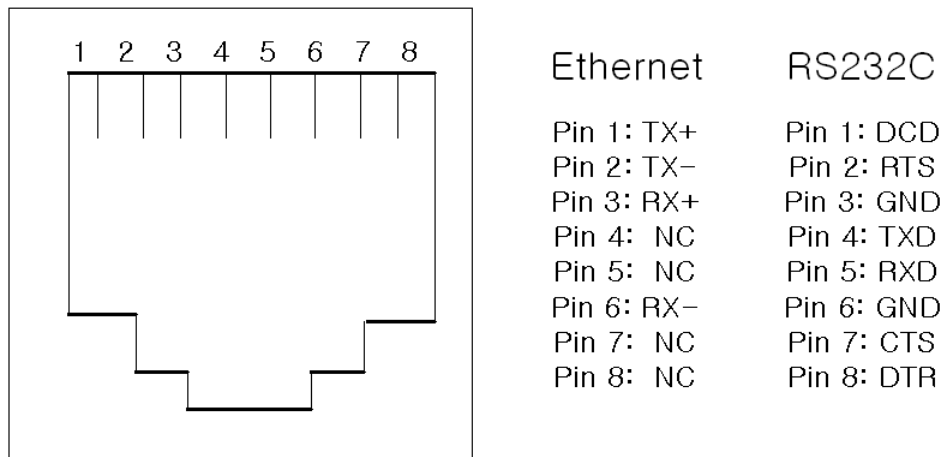 1 2 3 4 5 6 7 8
Ethernet RS232C
Pin 1: TX+ Pin 1: DCD
Pin 2: TX- Pin 2: RTS
Pin 3: RX+ Pin 3: GND
Pin 4: NC Pin 4: TXD
Pin 5: NC Pin 5: RXD
Pin 6: RX- Pin 6: GND
Pin 7: NC Pin 7: CTS
Pin 8: NC Pin 8: DTR